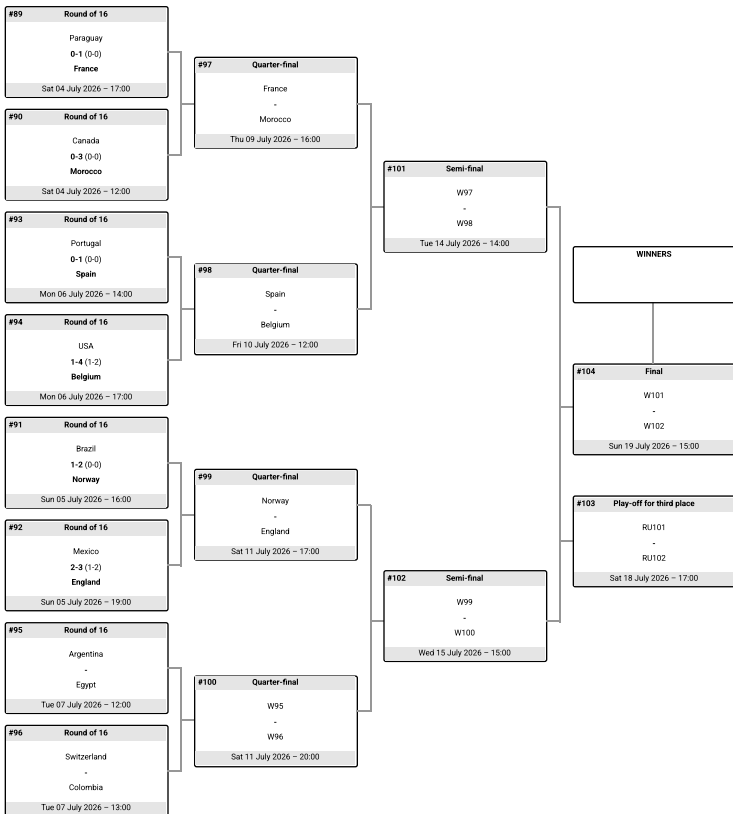 #89 Round of 16
Paraguay
0-1 (0-0)
France
Sat 04 July 2026 – 17:00
#90 Round of 16
Canada
0-3 (0-0)
Morocco
Sat 04 July 2026 – 12:00
#93 Round of 16
Portugal
0-1 (0-0)
Spain
Mon 06 July 2026 – 14:00
#94 Round of 16
USA
1-4 (1-2)
Belgium
Mon 06 July 2026 – 17:00
#91 Round of 16
Brazil
1-2 (0-0)
Norway
Sun 05 July 2026 – 16:00
#92 Round of 16
Mexico
2-3 (1-2)
England
Sun 05 July 2026 – 19:00
#95 Round of 16
Argentina
-
Egypt
Tue 07 July 2026 – 12:00
#96 Round of 16
Switzerland
-
Colombia
Tue 07 July 2026 – 13:00
#97 Quarter-final
France
-
Morocco
Thu 09 July 2026 – 16:00
#98 Quarter-final
Spain
-
Belgium
Fri 10 July 2026 – 12:00
#99 Quarter-final
Norway
-
England
Sat 11 July 2026 – 17:00
#100 Quarter-final
W95
-
W96
Sat 11 July 2026 – 20:00
#101 Semi-final
W97
-
W98
Tue 14 July 2026 – 14:00
#102 Semi-final
W99
-
W100
Wed 15 July 2026 – 15:00
WINNERS
#104 Final
W101
-
W102
Sun 19 July 2026 – 15:00
#103 Play-off for third place
RU101
-
RU102
Sat 18 July 2026 – 17:00